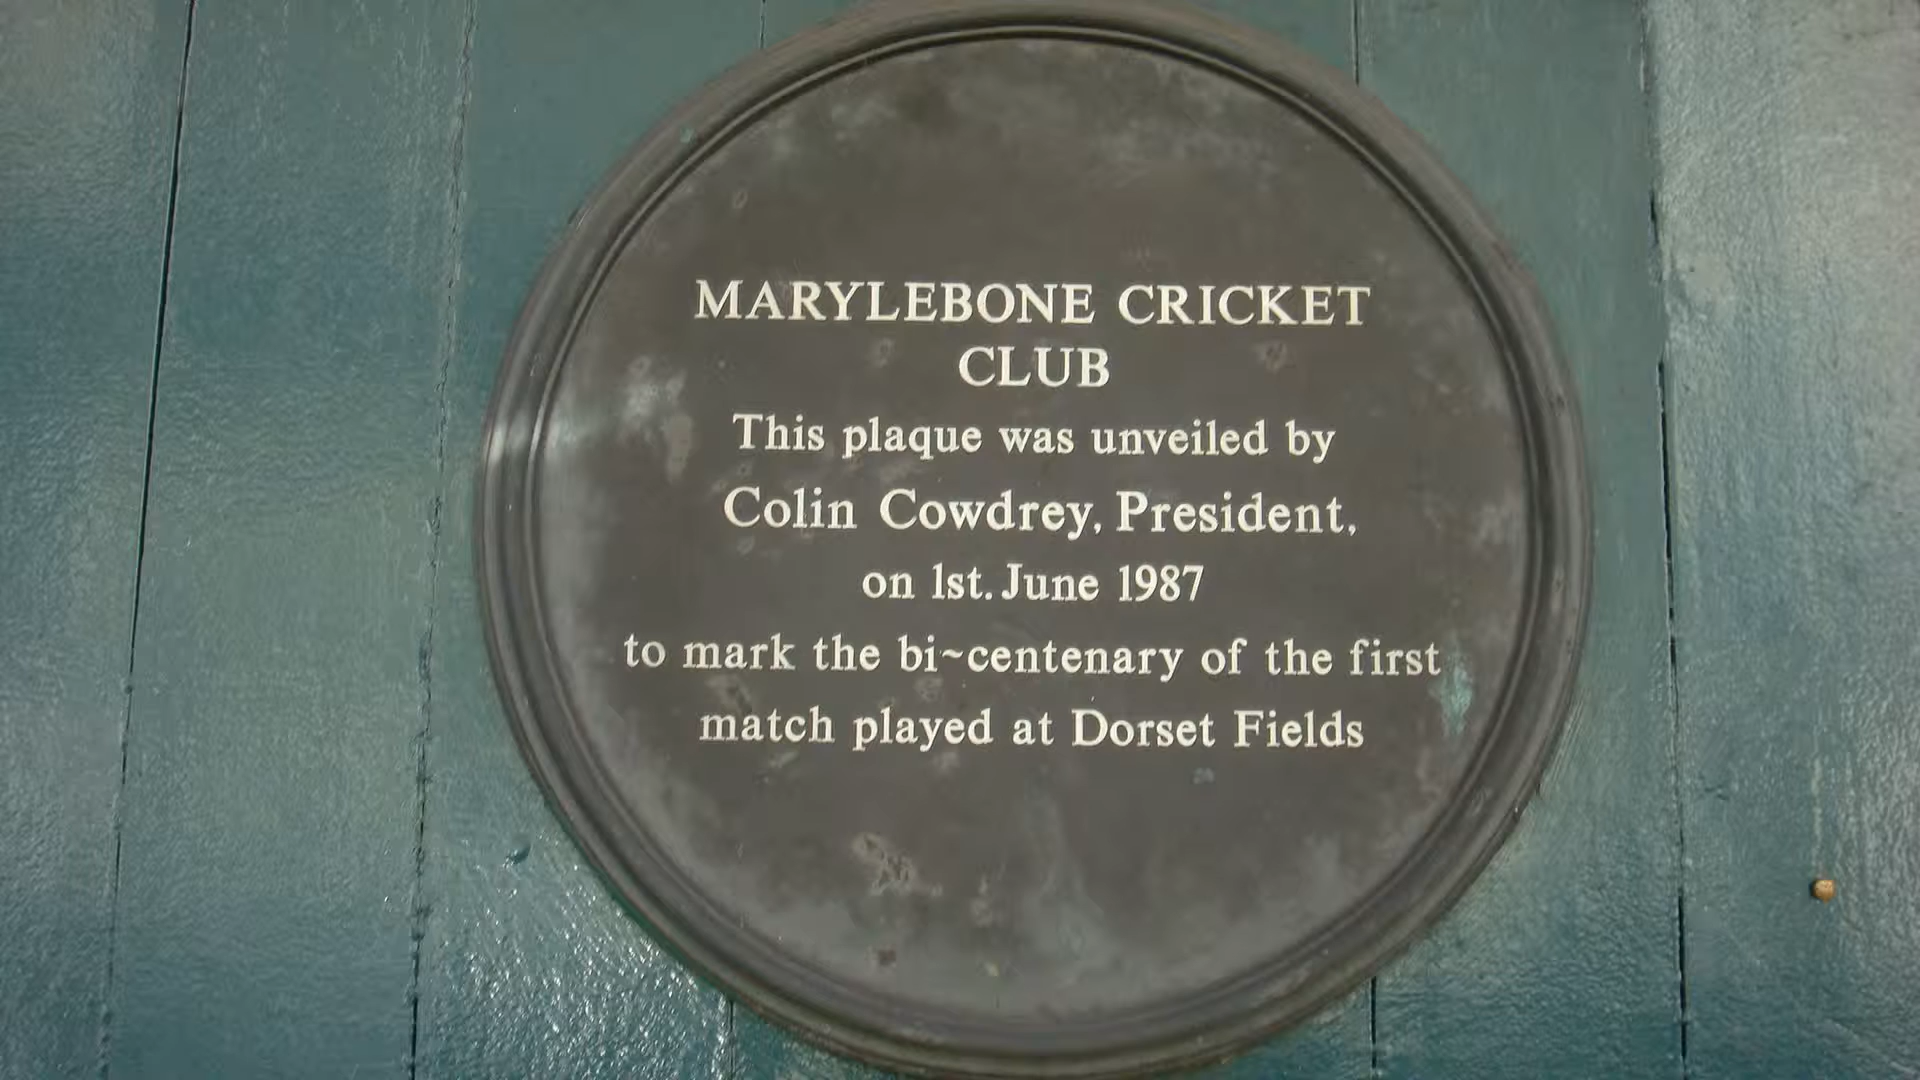 MARYLEBONE CRICKET
CLUB
This plaque was unveiled by
Colin Cowdrey, President,
on 1st. June 1987
to mark the bi~centenary of the first
match played at Dorset Fields